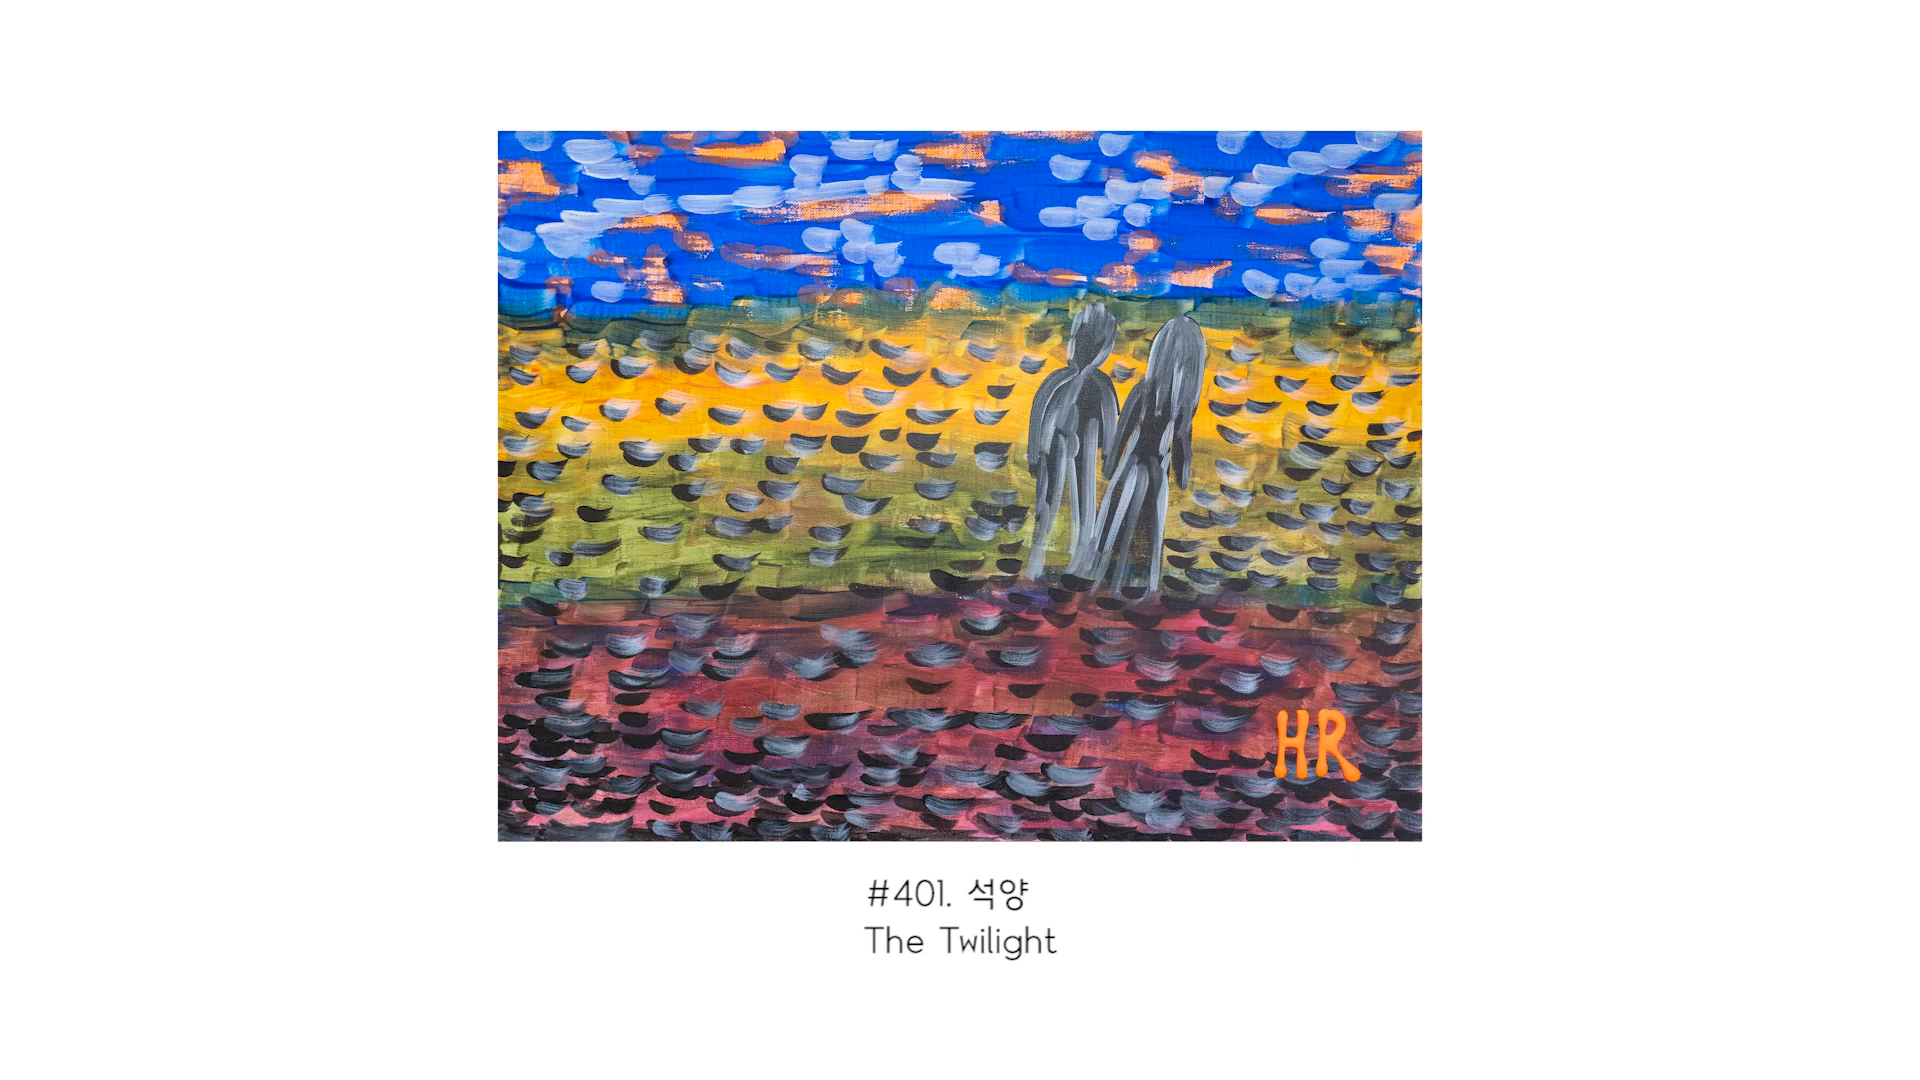 HR
#401. 석양
The Twilight